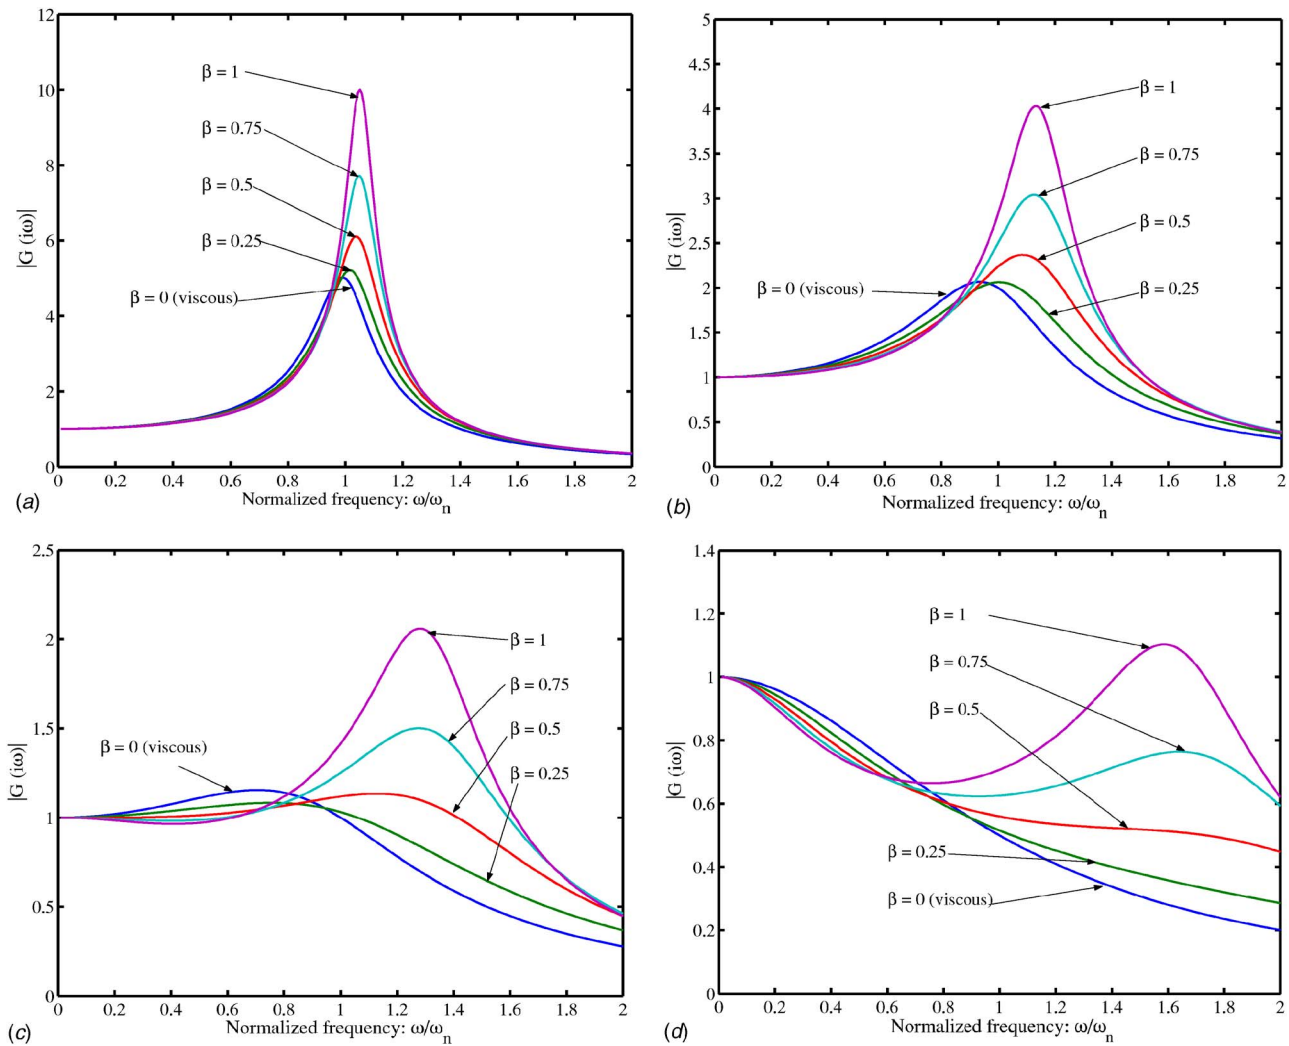 12
10
8
6
4
2
0
|G (iω)|
β = 1
β = 0.75
β = 0.5
β = 0.25
β = 0 (viscous)
0 0.2 0.4 0.6 0.8 1 1.2 1.4 1.6 1.8 2
(a)
Normalized frequency: ω/ωn
5
4.5
4
3.5
3
2.5
2
1.5
1
0.5
0
|G (iω)|
β = 1
β = 0.75
β = 0.5
β = 0 (viscous)
β = 0.25
0 0.2 0.4 0.6 0.8 1 1.2 1.4 1.6 1.8 2
(b)
Normalized frequency: ω/ωn
2.5
2
1.5
1
0.5
0
|G (iω)|
β = 1
β = 0.75
β = 0.5
β = 0 (viscous)
β = 0.25
0 0.2 0.4 0.6 0.8 1 1.2 1.4 1.6 1.8 2
(c)
Normalized frequency: ω/ωn
1.4
1.2
1
0.8
0.6
0.4
0.2
0
|G (iω)|
β = 1
β = 0.75
β = 0.5
β = 0.25
β = 0 (viscous)
0 0.2 0.4 0.6 0.8 1 1.2 1.4 1.6 1.8 2
(d)
Normalized frequency: ω/ωn